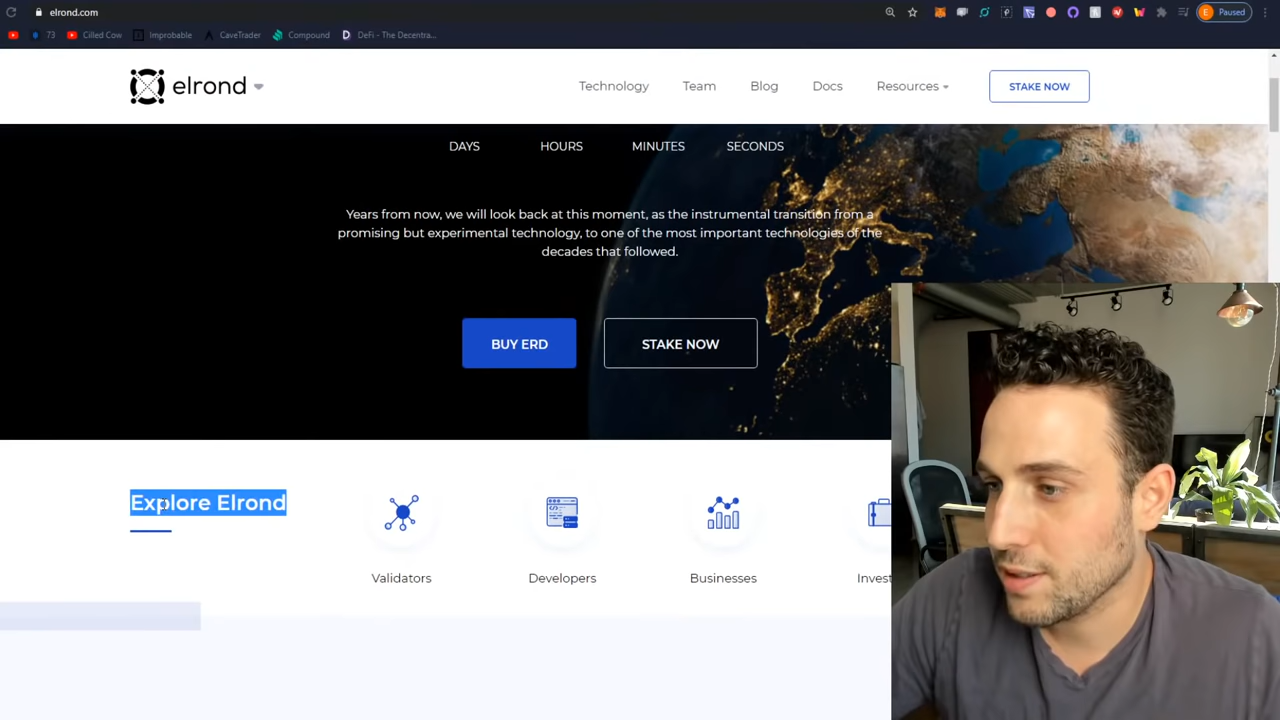 elrond.com
E Paused
73
Cilled Cow
Improbable
CaveTrader
Compound
DeFi - The Decentra...
elrond
Technology
Team
Blog
Docs
Resources
STAKE NOW
DAYS
HOURS
MINUTES
SECONDS
Years from now, we will look back at this moment, as the instrumental transition from a
promising but experimental technology, to one of the most important technologies of the
decades that followed.
BUY ERD
STAKE NOW
Explore Elrond
Validators
Developers
Businesses
Invest